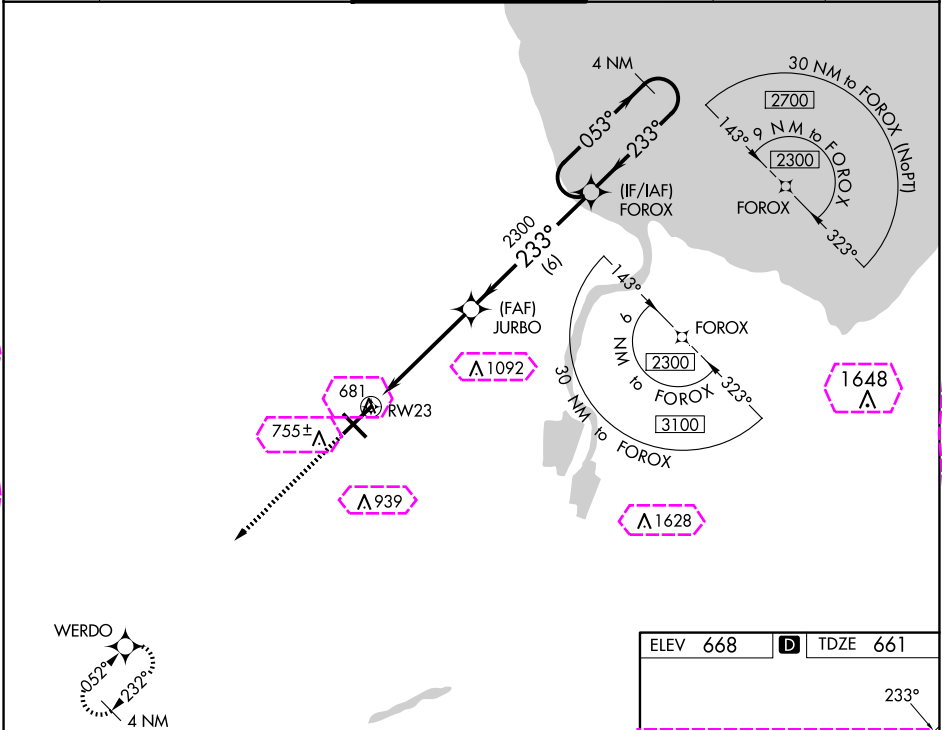 4 NM
053°
233°
(IF/IAF)
FOROX
30 NM to FOROX (NoPT)
2700
143°
9 NM to FOROX
2300
FOROX
323°
2300
233°
(6)
(FAF)
JURBO
143°
FOROX
9 NM to FOROX
2300
323°
30 NM to FOROX
3100
1092
1648
681
RW23
755±
939
1628
WERDO
052°
232°
4 NM
ELEV 668 D TDZE 661
233°